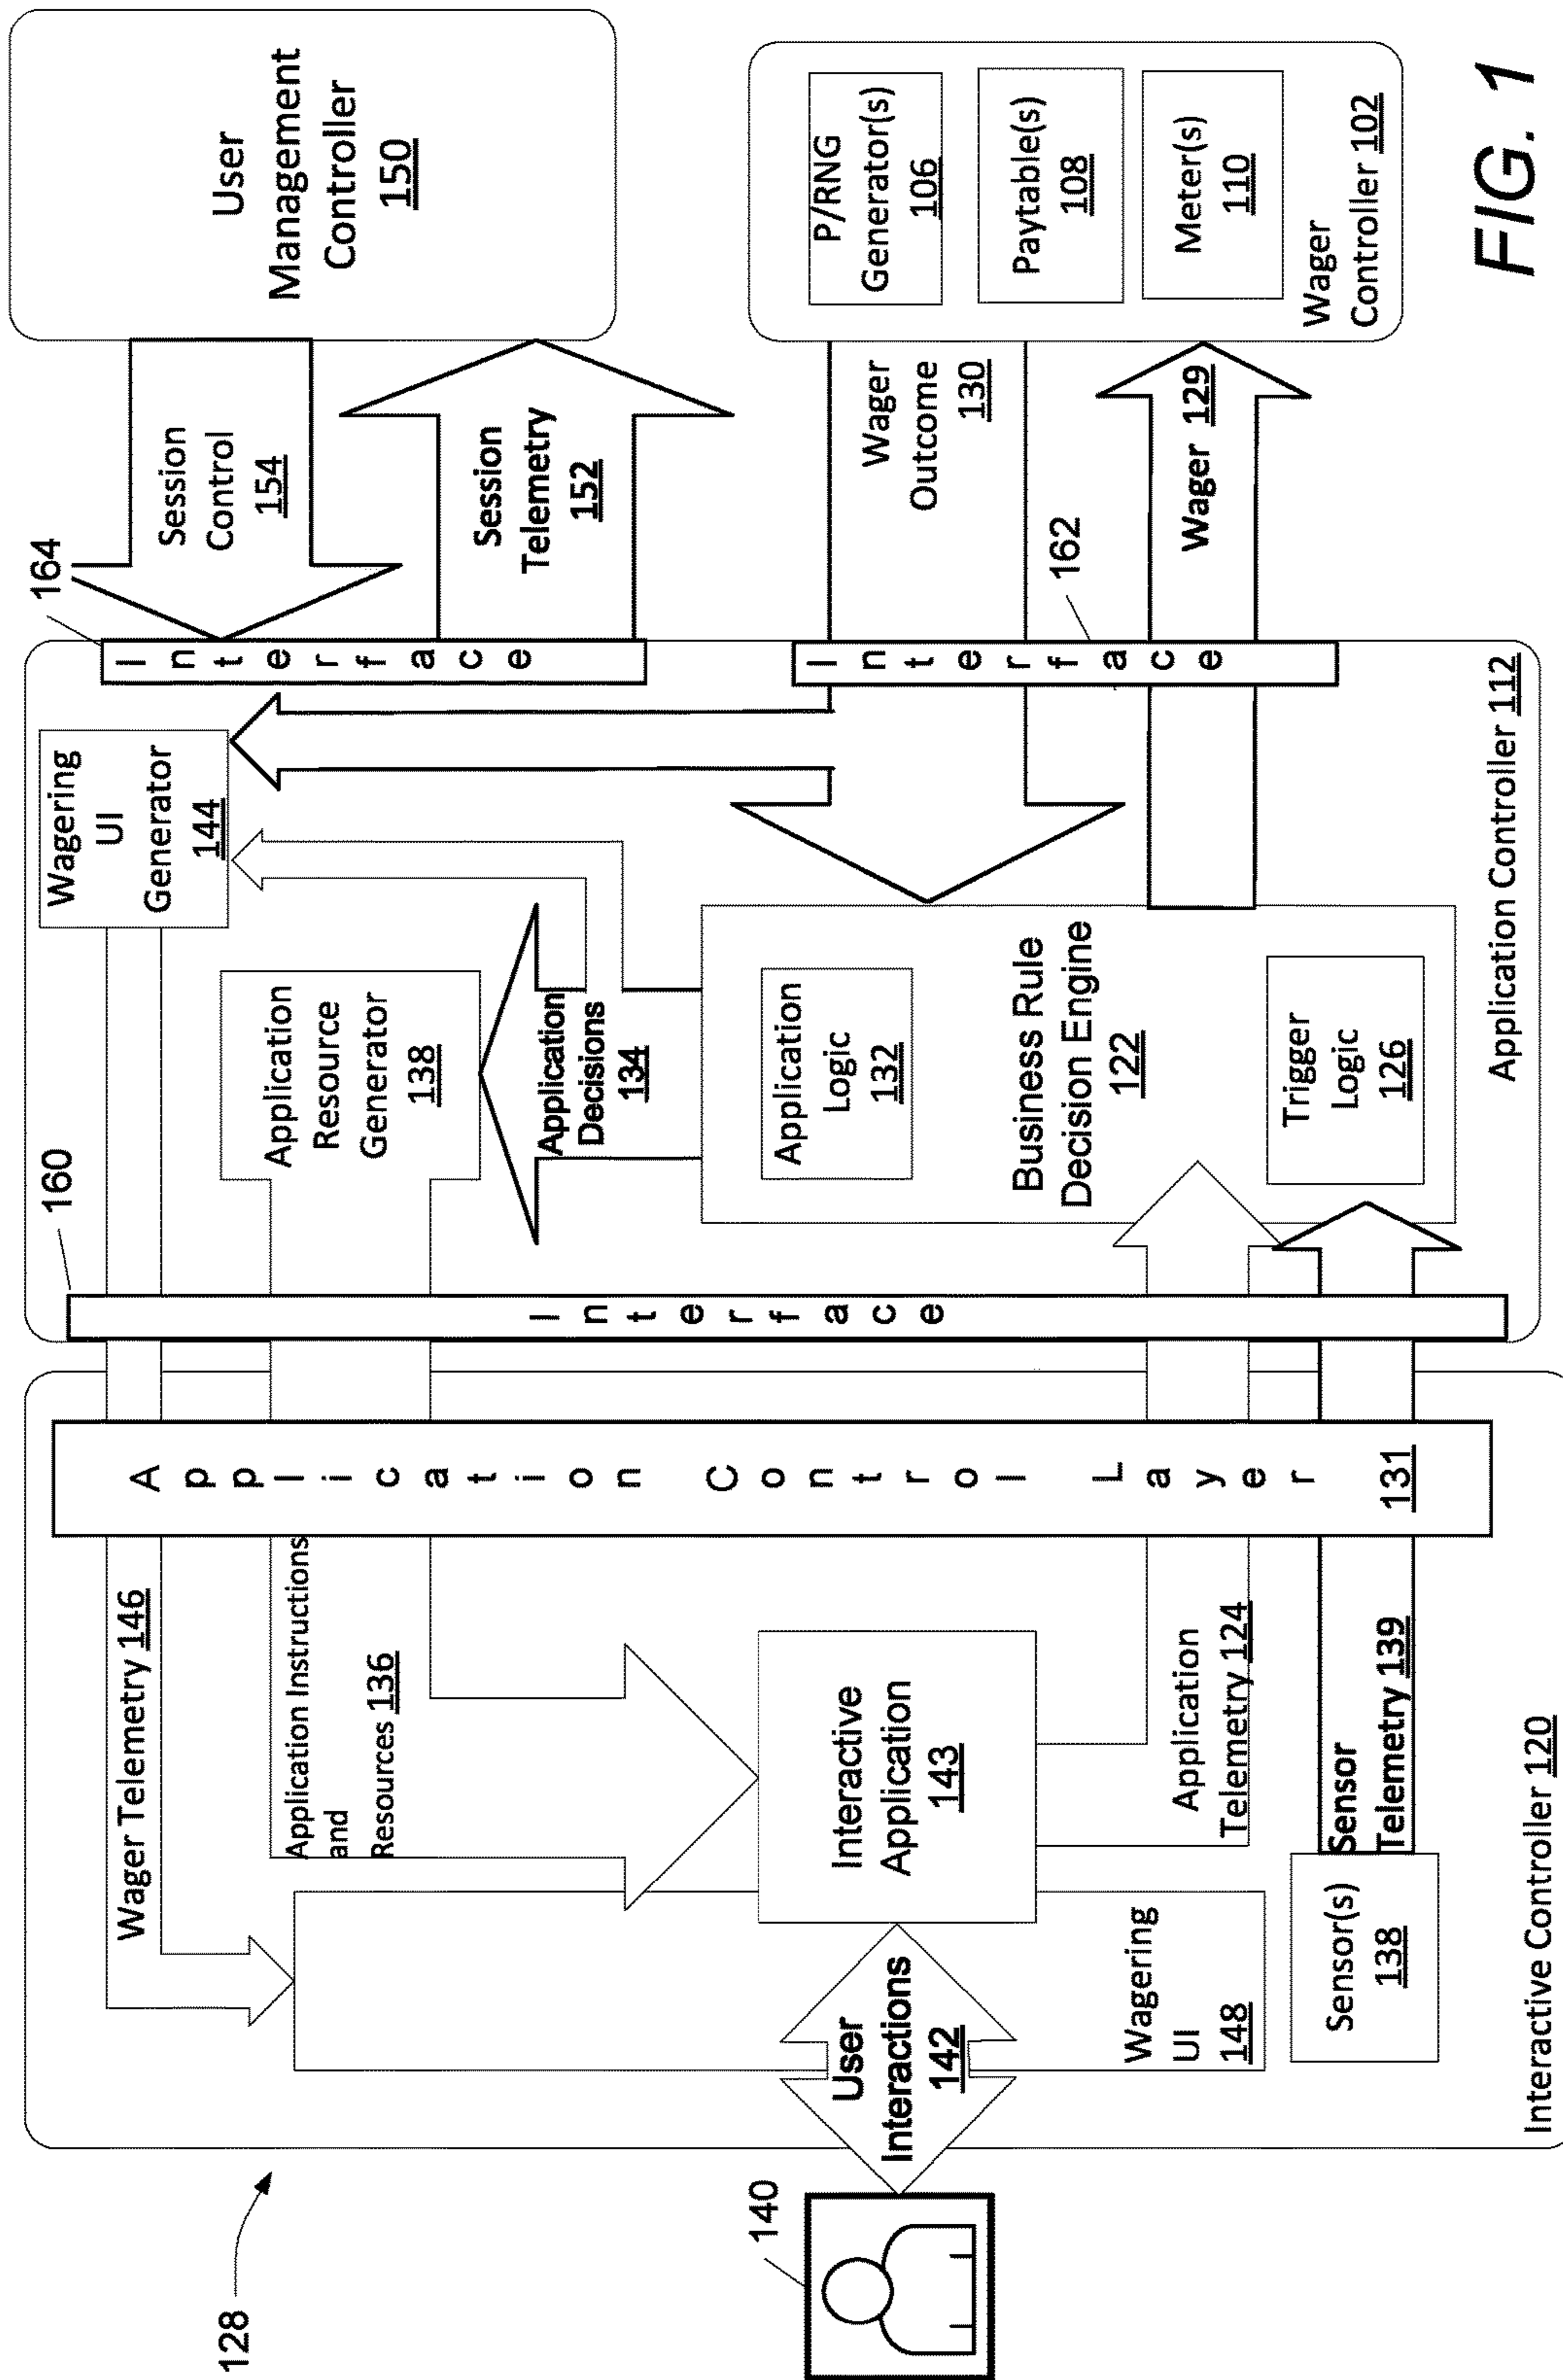 128
140
User
Interactions
142
Interactive Controller 120
Wager Telemetry 146
Application Instructions
and
Resources 136
Interactive
Application
143
Wagering
UI
148
Application
Telemetry 124
Sensor(s)
138
Sensor
Telemetry 139
Application Control Layer
131
160
Interface
Application Controller 112
Wagering
UI
Generator
144
Application
Resource
Generator
138
Application
Decisions
134
Application
Logic
132
Business Rule
Decision Engine
122
Trigger
Logic
126
164
Interface
Interface
162
Session
Control
154
Session
Telemetry
152
Wager
Outcome
130
Wager 129
User
Management
Controller
150
P/RNG
Generator(s)
106
Paytable(s)
108
Meter(s)
110
Wager
Controller 102
FIG. 1